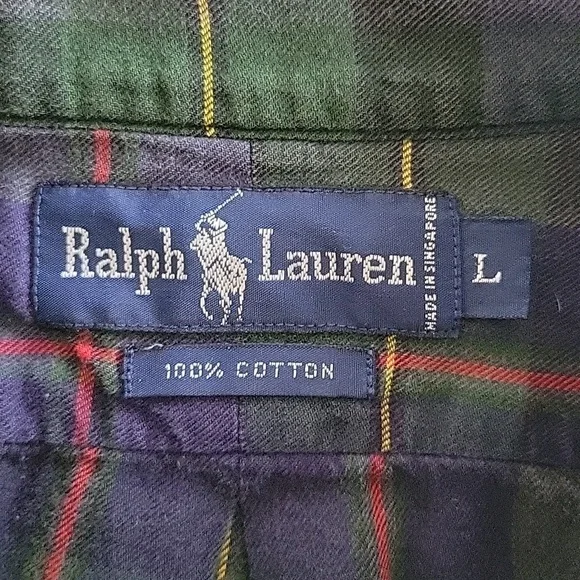 Ralph Lauren
MADE IN SINGAPORE
L
100% COTTON